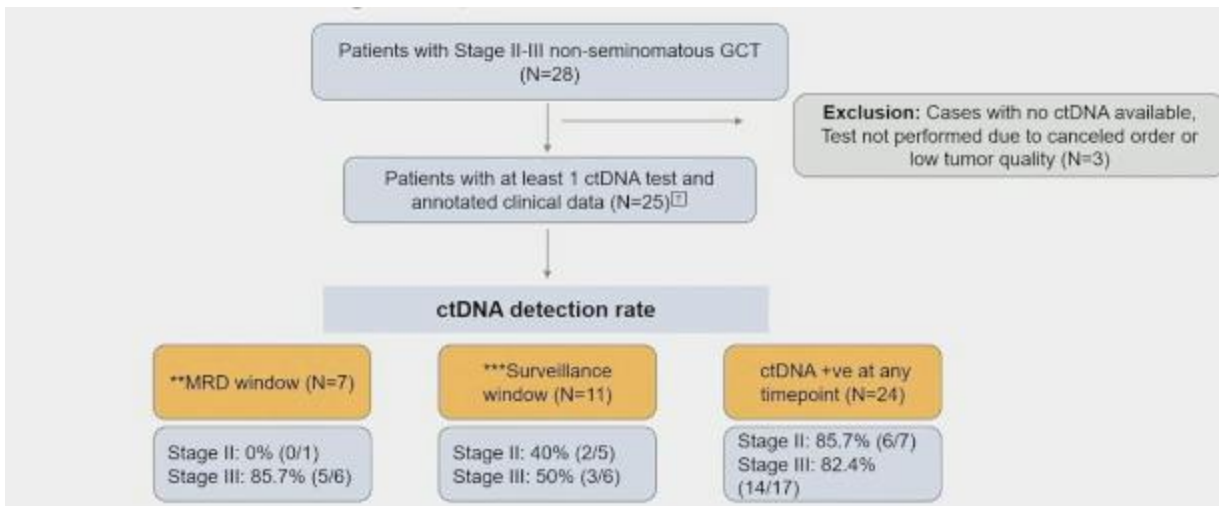 Patients with Stage II-III non-seminomatous GCT
(N=28)
Exclusion: Cases with no ctDNA available,
Test not performed due to canceled order or
low tumor quality (N=3)
Patients with at least 1 ctDNA test and
annotated clinical data (N=25)
ctDNA detection rate
**MRD window (N=7)
***Surveillance
window (N=11)
ctDNA +ve at any
timepoint (N=24)
Stage II: 0% (0/1)
Stage III: 85.7% (5/6)
Stage II: 40% (2/5)
Stage III: 50% (3/6)
Stage II: 85.7% (6/7)
Stage III: 82.4%
(14/17)